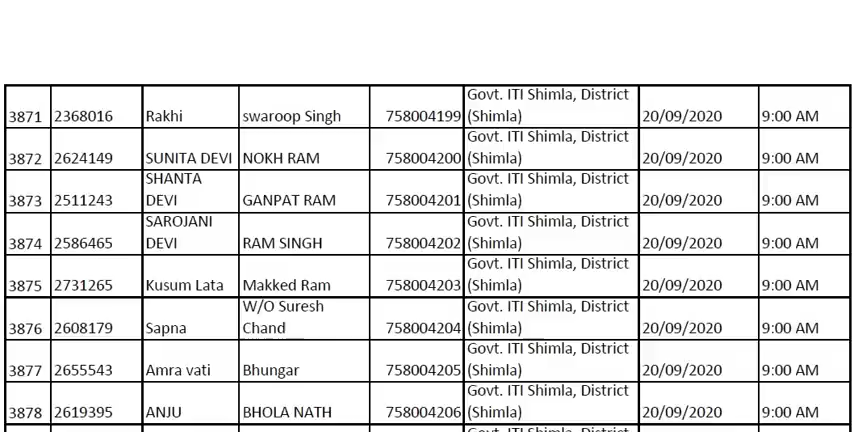 3871 2368016 Rakhi swaroop Singh 758004199 Govt. ITI Shimla, District (Shimla) 20/09/2020 9:00 AM
3872 2624149 SUNITA DEVI NOKH RAM 758004200 Govt. ITI Shimla, District (Shimla) 20/09/2020 9:00 AM
3873 2511243 SHANTA DEVI GANPAT RAM 758004201 Govt. ITI Shimla, District (Shimla) 20/09/2020 9:00 AM
3874 2586465 SAROJANI DEVI RAM SINGH 758004202 Govt. ITI Shimla, District (Shimla) 20/09/2020 9:00 AM
3875 2731265 Kusum Lata Makked Ram 758004203 Govt. ITI Shimla, District (Shimla) 20/09/2020 9:00 AM
3876 2608179 Sapna W/O Suresh Chand 758004204 Govt. ITI Shimla, District (Shimla) 20/09/2020 9:00 AM
3877 2655543 Amra vati Bhungar 758004205 Govt. ITI Shimla, District (Shimla) 20/09/2020 9:00 AM
3878 2619395 ANJU BHOLA NATH 758004206 Govt. ITI Shimla, District (Shimla) 20/09/2020 9:00 AM
Govt. ITI Shimla, District